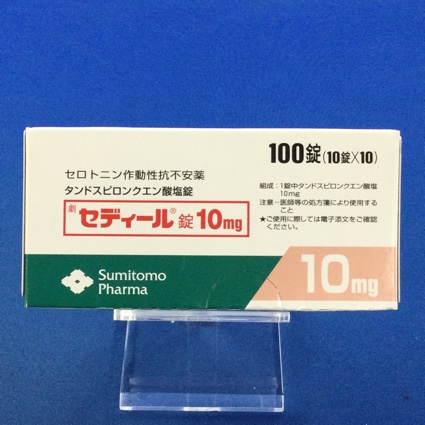 100錠(10錠×10)
セロトニン作動性抗不安薬
タンドスピロンクエン酸塩錠
劇 セディール® 錠 10mg
組成:1錠中タンドスピロンクエン酸塩
10mg
注意-医師等の処方箋により使用する
こと
★ご使用に際しては電子添文をご確認
ください。
Sumitomo
Pharma
10mg